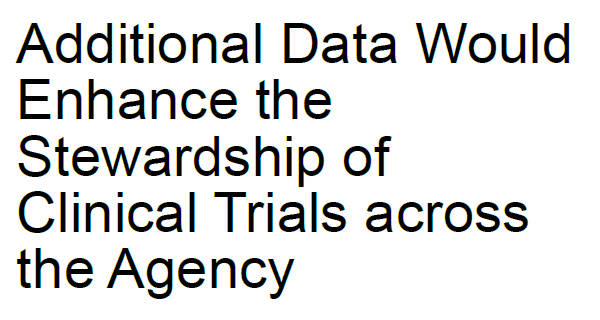 Additional Data Would
Enhance the
Stewardship of
Clinical Trials across
the Agency